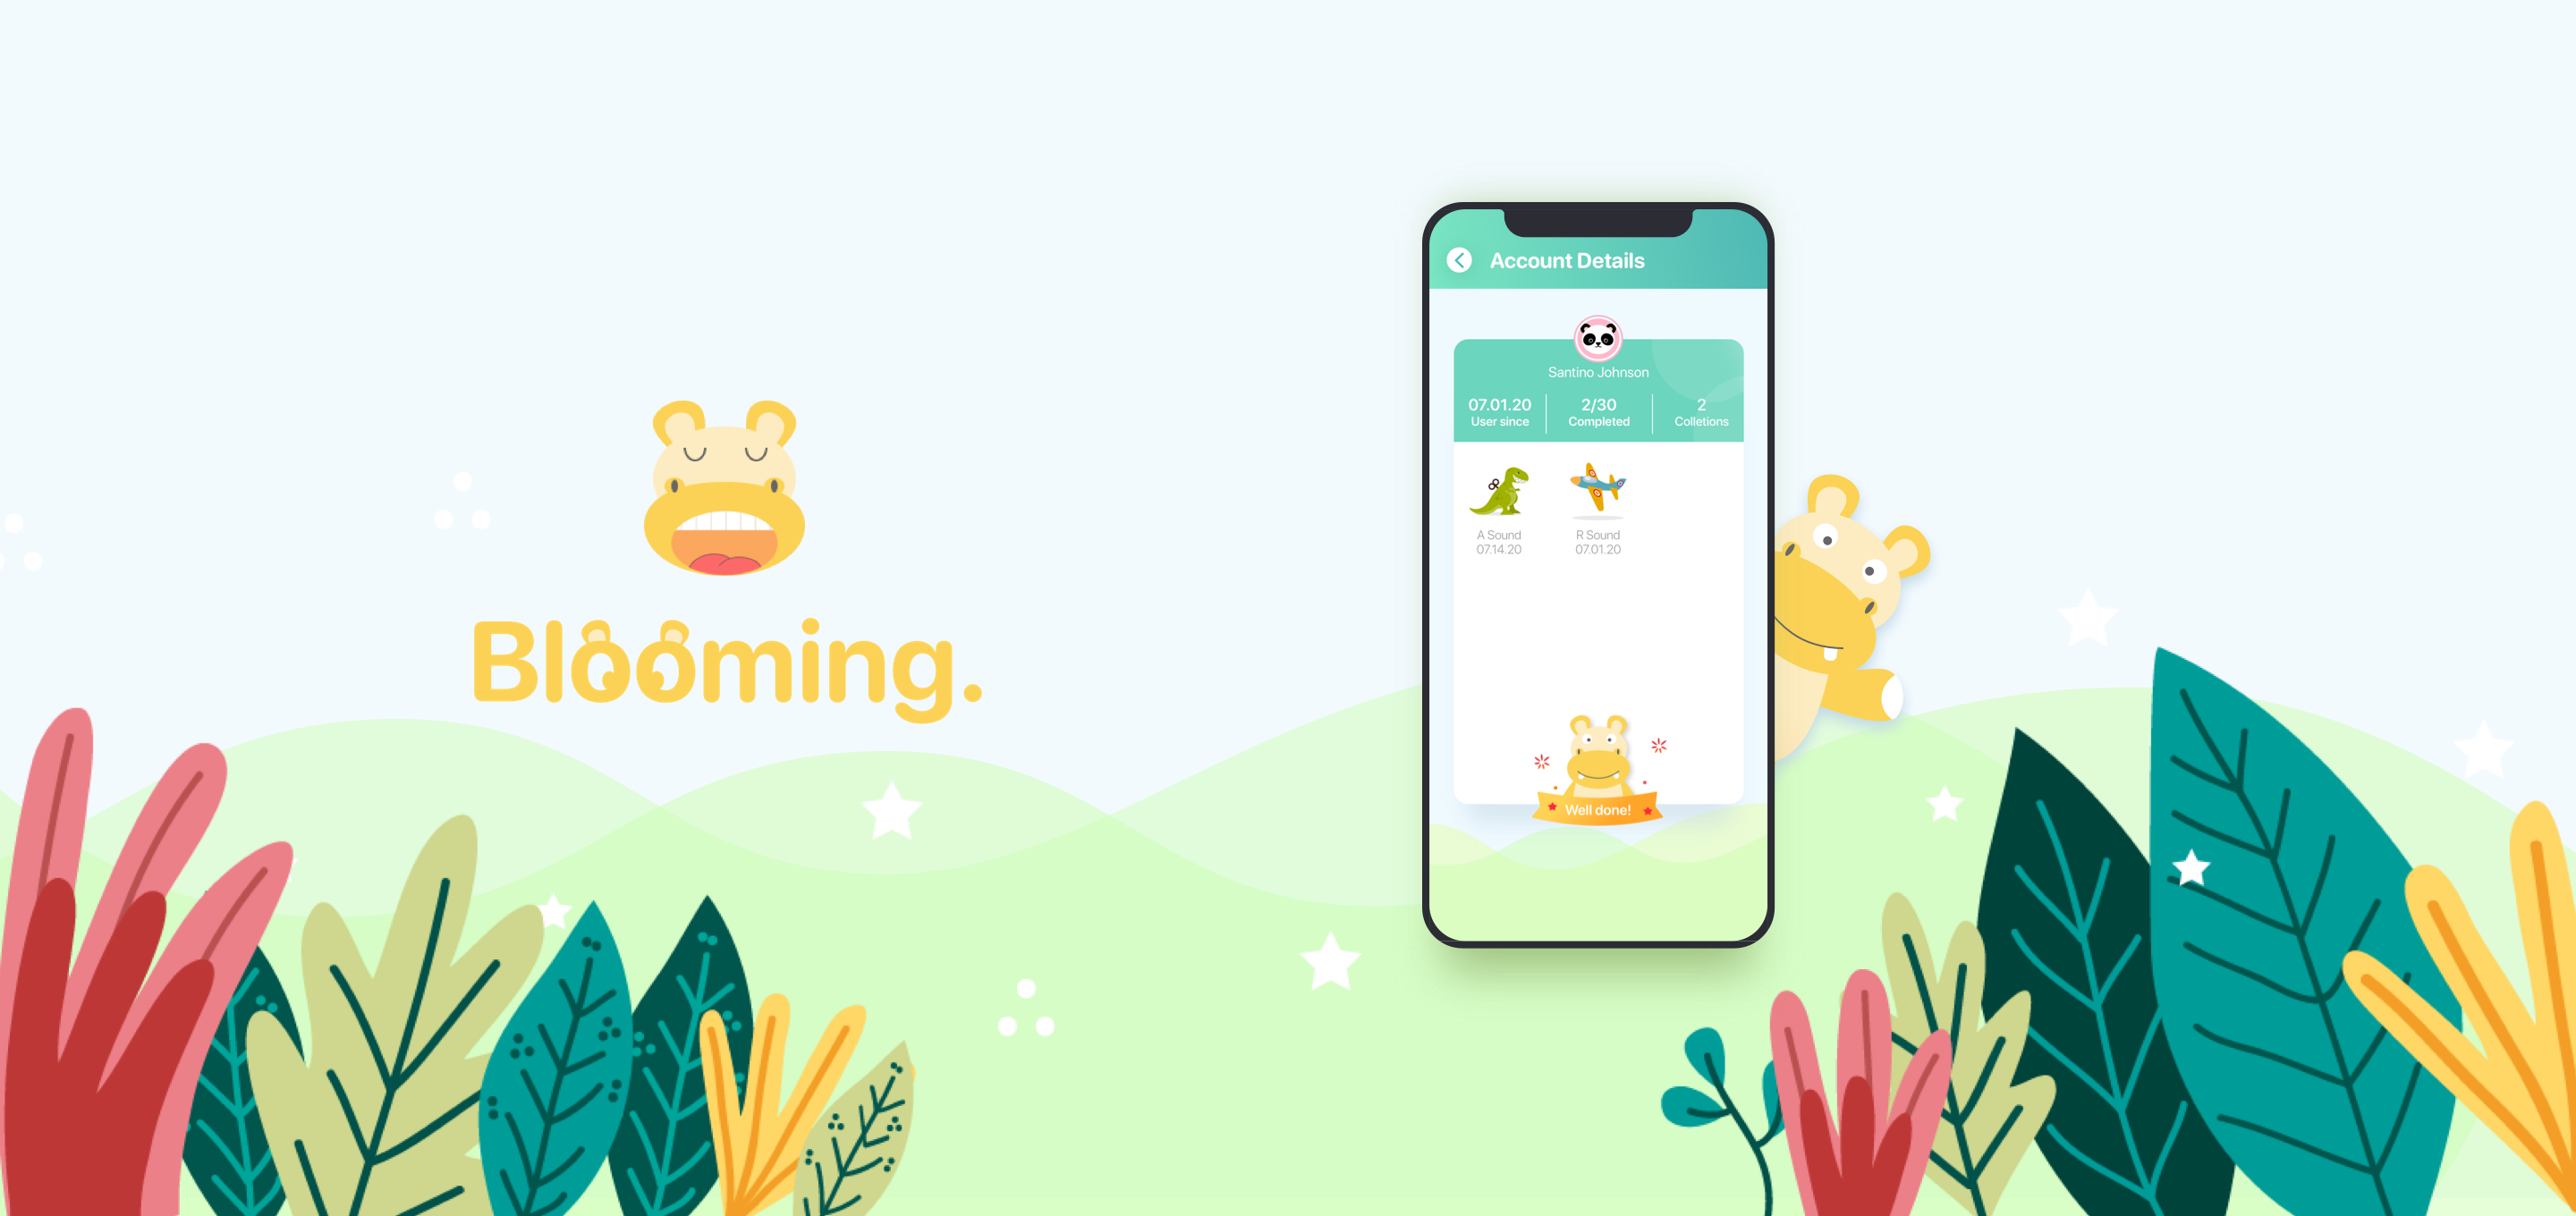 Blooming.
Account Details
Santino Johnson
07.01.20 2/30 2
User since Completed Colletions
A Sound R Sound
07.14.20 07.01.20
Well done!